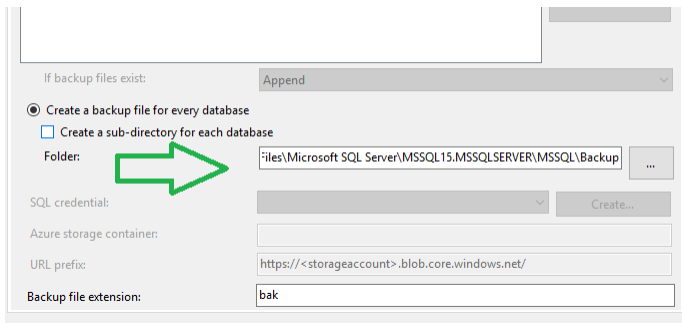 If backup files exist:
Append
Create a backup file for every database
Create a sub-directory for each database
Folder:
Files\Microsoft SQL Server\MSSQL15.MSSQLSERVER\MSSQL\Backup
...
SQL credential:
Create...
Azure storage container:
URL prefix:
https://<storageaccount>.blob.core.windows.net/
Backup file extension:
bak